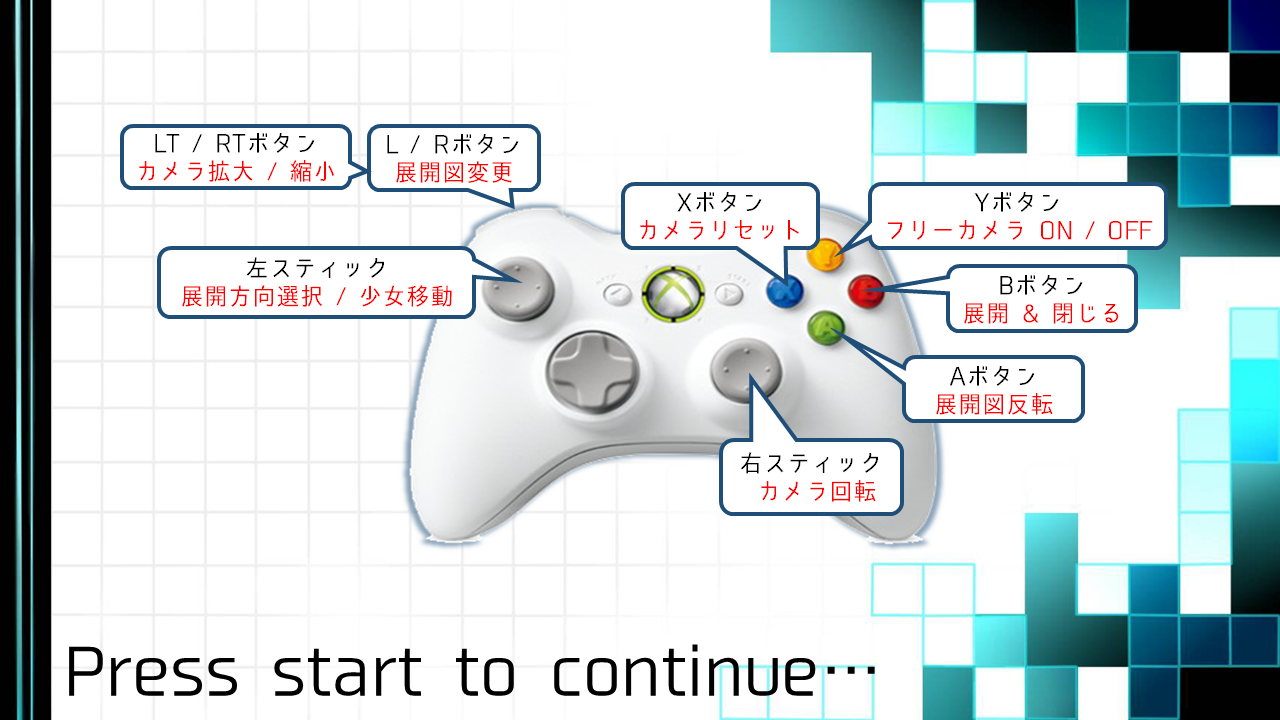 LT / RTボタン
カメラ拡大 / 縮小
L / Rボタン
展開図変更
Xボタン
カメラリセット
Yボタン
フリーカメラ ON / OFF
左スティック
展開方向選択 / 少女移動
Bボタン
展開 & 閉じる
Aボタン
展開図反転
右スティック
カメラ回転
Y
X
B
A
Press start to continue…